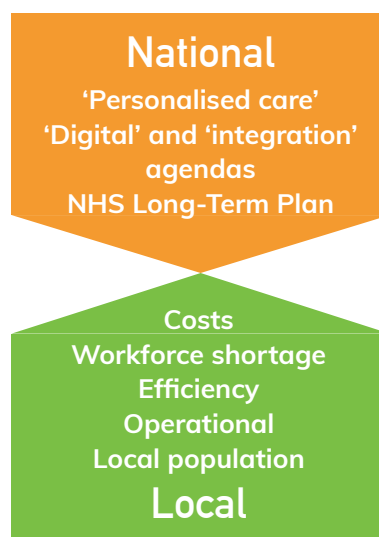 National
‘Personalised care’
‘Digital’ and ‘integration’
agendas
NHS Long-Term Plan
Costs
Workforce shortage
Efficiency
Operational
Local population
Local